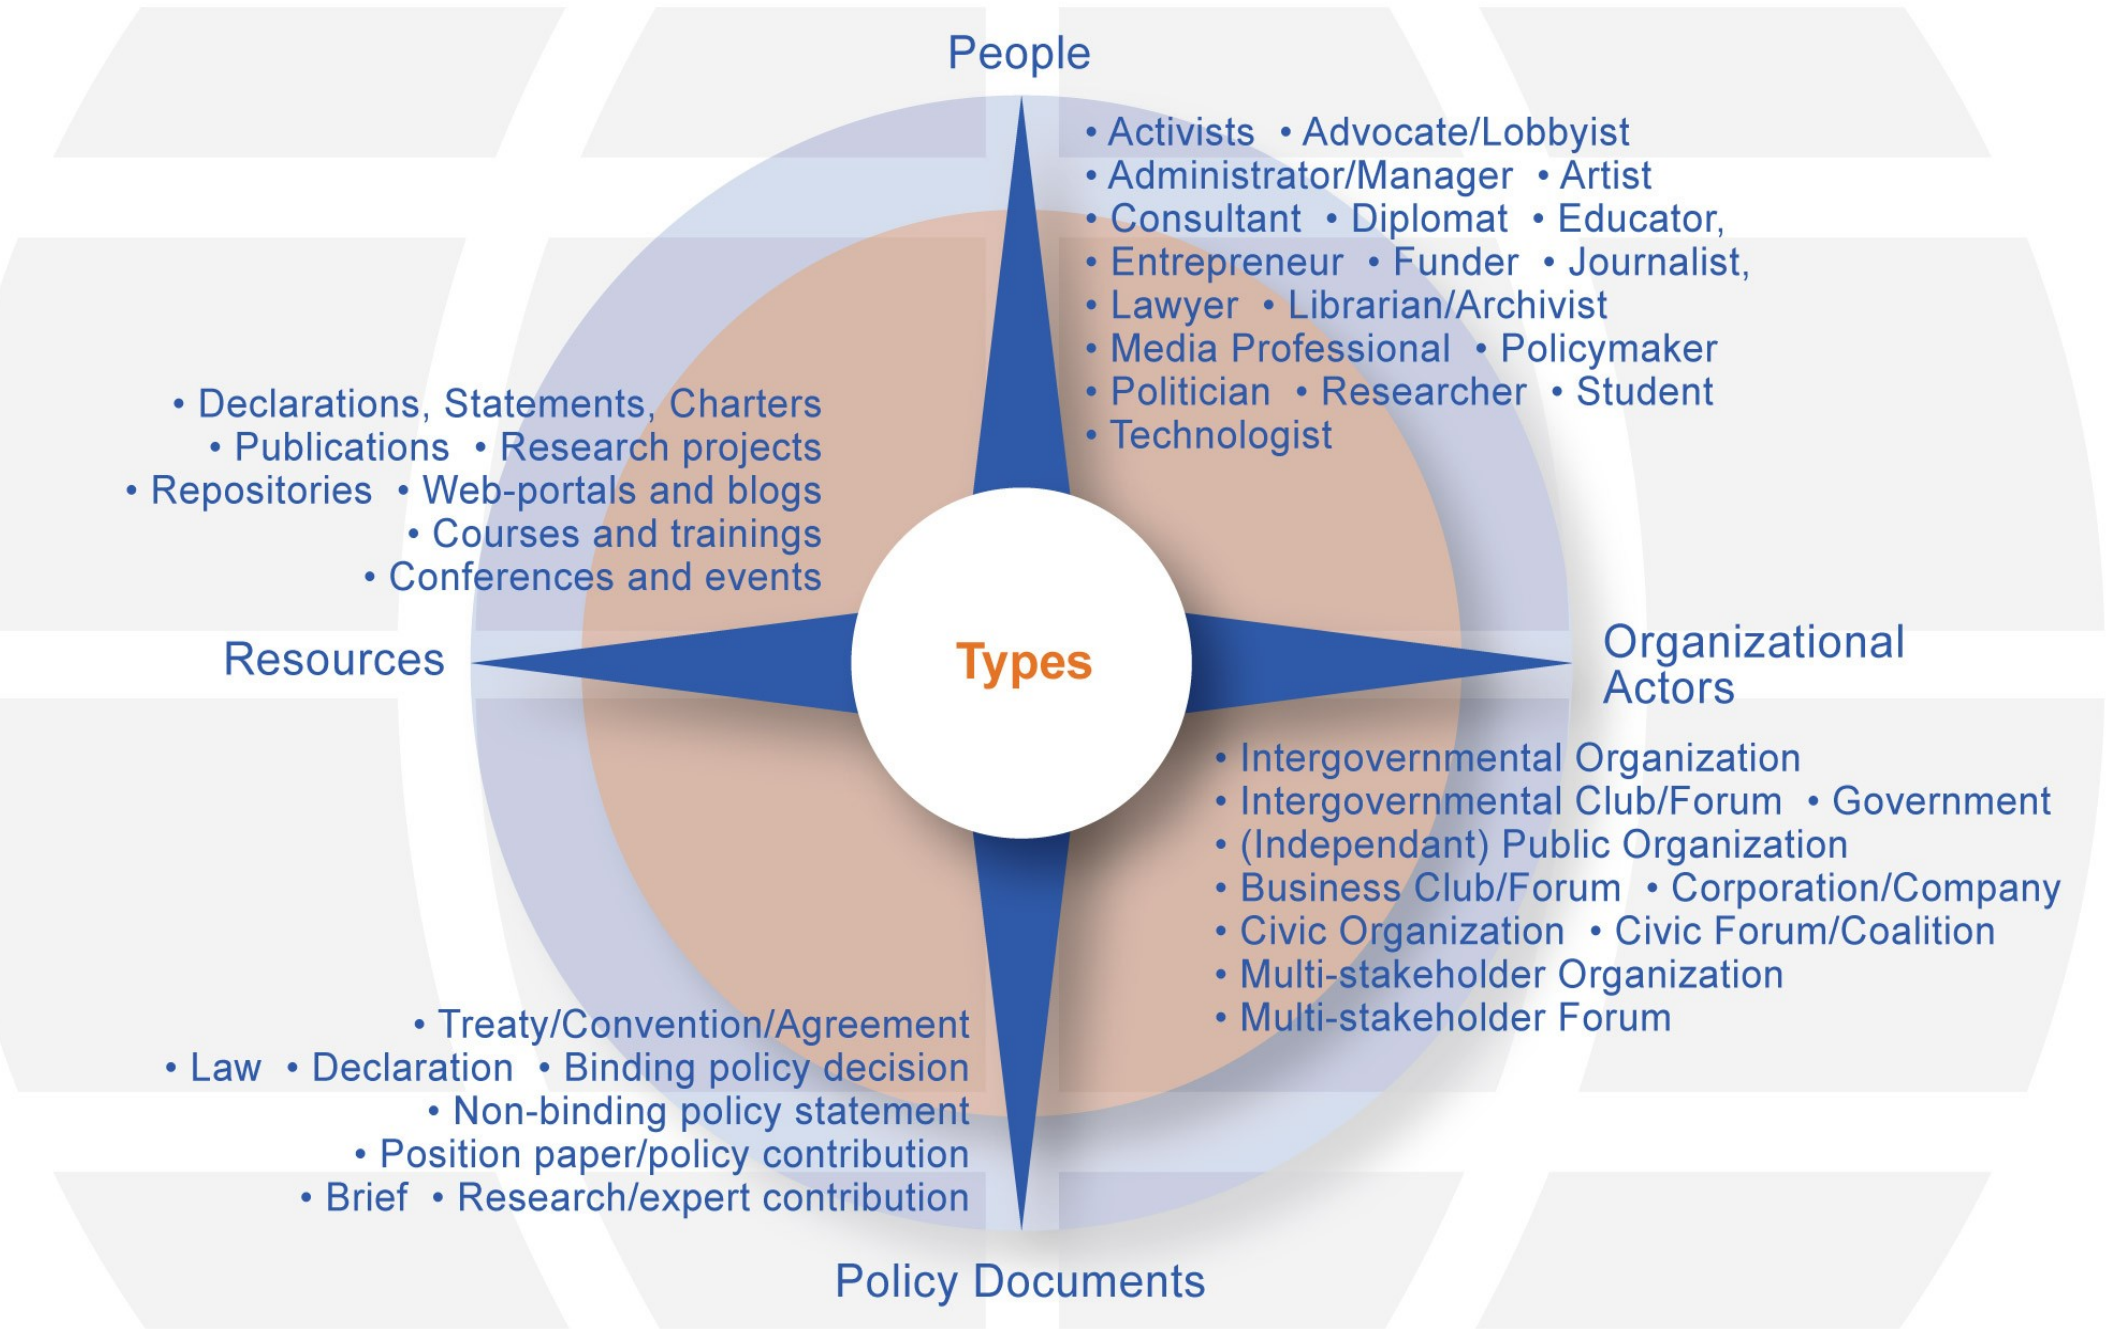 People
• Activists • Advocate/Lobbyist
• Administrator/Manager • Artist
• Consultant • Diplomat • Educator,
• Entrepreneur • Funder • Journalist,
• Lawyer • Librarian/Archivist
• Media Professional • Policymaker
• Politician • Researcher • Student
• Technologist
• Declarations, Statements, Charters
• Publications • Research projects
• Repositories • Web-portals and blogs
• Courses and trainings
• Conferences and events
Resources
Types
Organizational
Actors
• Intergovernmental Organization
• Intergovernmental Club/Forum • Government
• (Independant) Public Organization
• Business Club/Forum • Corporation/Company
• Civic Organization • Civic Forum/Coalition
• Multi-stakeholder Organization
• Multi-stakeholder Forum
• Treaty/Convention/Agreement
• Law • Declaration • Binding policy decision
• Non-binding policy statement
• Position paper/policy contribution
• Brief • Research/expert contribution
Policy Documents